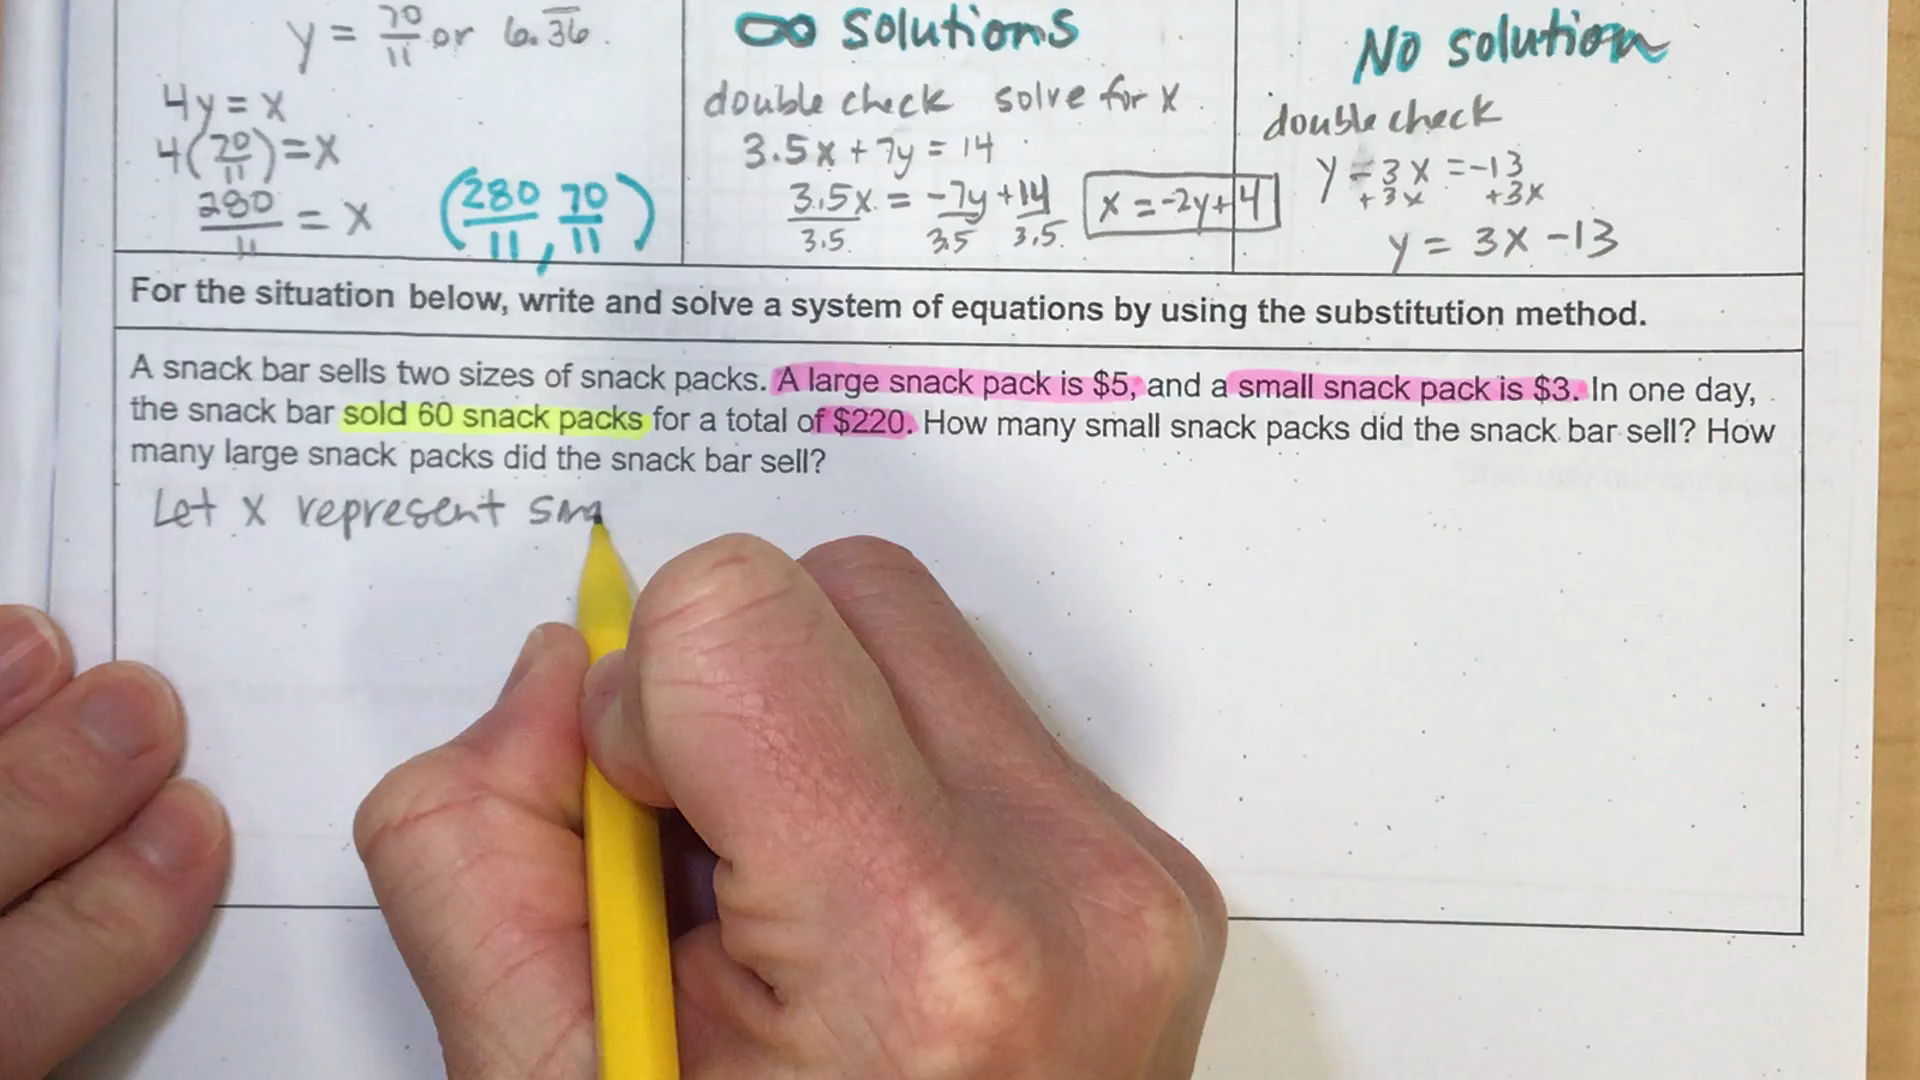 y = 70/11 or 6.3̅6̅.
4y = x
4(70/11) = x
280/11 = x
(280/11, 70/11)
∞ solutions
double check solve for x
3.5x + 7y = 14
3.5x = -7y + 14
3.5 3.5 3.5
x = -2y + 4
No solution
double check
y - 3x = -13
+3x +3x
y = 3x - 13
For the situation below, write and solve a system of equations by using the substitution method.
A snack bar sells two sizes of snack packs. A large snack pack is $5, and a small snack pack is $3. In one day,
the snack bar sold 60 snack packs for a total of $220. How many small snack packs did the snack bar sell? How
many large snack packs did the snack bar sell?
Let x represent sma